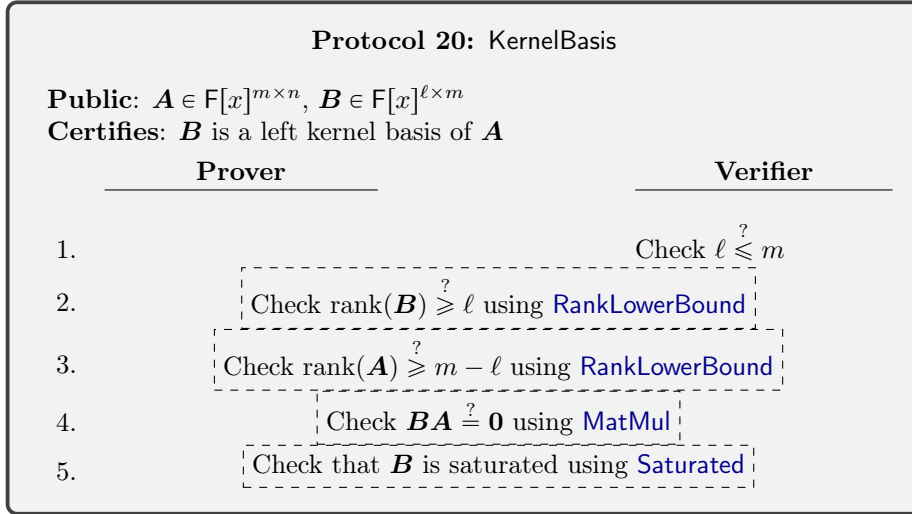 Protocol 20: KernelBasis
Public: A ∈ F[x]^{m×n}, B ∈ F[x]^{ℓ×m}
Certifies: B is a left kernel basis of A
Prover Verifier
1. Check ℓ ≤^? m
2. Check rank(B) ≥^? ℓ using RankLowerBound
3. Check rank(A) ≥^? m − ℓ using RankLowerBound
4. Check BA =^? 0 using MatMul
5. Check that B is saturated using Saturated